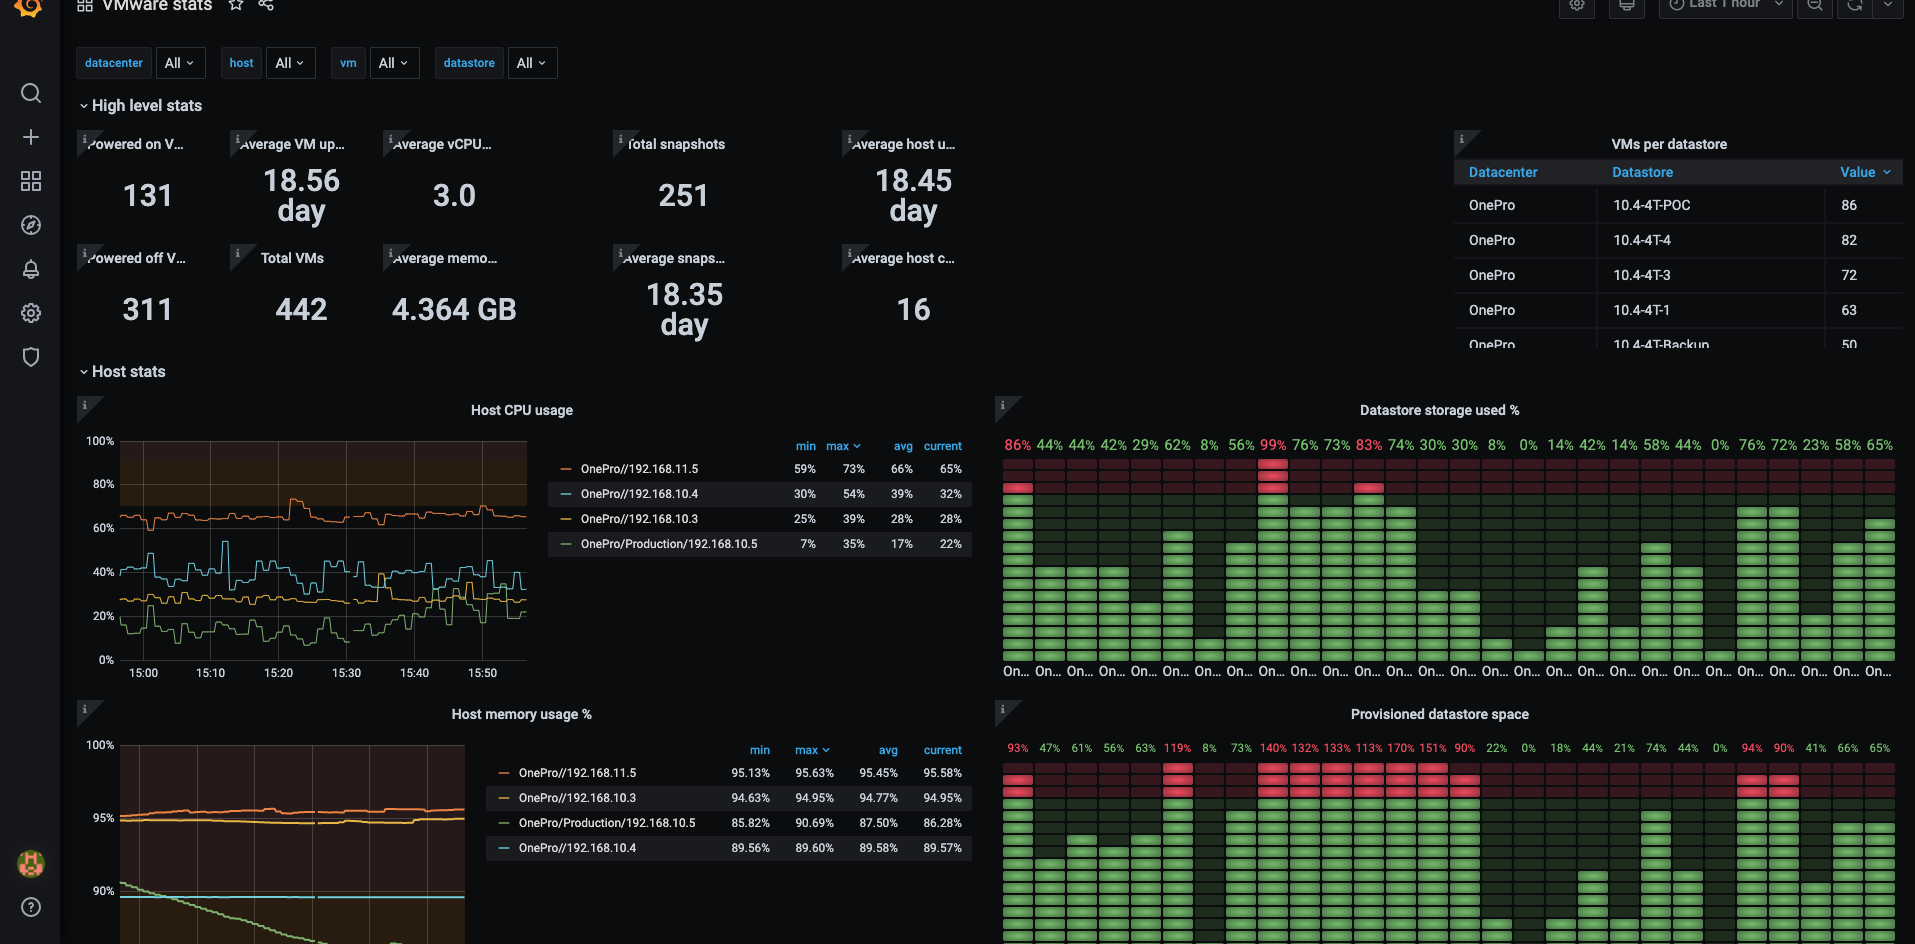 VMware stats
Last 1 hour
datacenter All host All vm All datastore All
High level stats
Powered on V... Average VM up... Average vCPU... Total snapshots Average host u...
131 18.56 day 3.0 251 18.45 day
Powered off V... Total VMs Average memo... Average snaps... Average host c...
311 442 4.364 GB 18.35 day 16
VMs per datastore
Datacenter Datastore Value
OnePro 10.4-4T-POC 86
OnePro 10.4-4T-4 82
OnePro 10.4-4T-3 72
OnePro 10.4-4T-1 63
OnePro 10.4-4T-Backup 50
Host stats
Host CPU usage
100%
80%
60%
40%
20%
0%
15:00 15:10 15:20 15:30 15:40 15:50
min max avg current
OnePro//192.168.11.5 59% 73% 66% 65%
OnePro//192.168.10.4 30% 54% 39% 32%
OnePro//192.168.10.3 25% 39% 28% 28%
OnePro/Production/192.168.10.5 7% 35% 17% 22%
Datastore storage used %
86% 44% 44% 42% 29% 62% 8% 56% 99% 76% 73% 83% 74% 30% 30% 8% 0% 14% 42% 14% 58% 44% 0% 76% 72% 23% 58% 65%
On... On... On... On... On... On... On... On... On... On... On... On... On... On... On... On... On... On... On... On... On... On... On... On... On... On... On... On...
Host memory usage %
100%
95%
90%
min max avg current
OnePro//192.168.11.5 95.13% 95.63% 95.45% 95.58%
OnePro//192.168.10.3 94.63% 94.95% 94.77% 94.95%
OnePro/Production/192.168.10.5 85.82% 90.69% 87.50% 86.28%
OnePro//192.168.10.4 89.56% 89.60% 89.58% 89.57%
Provisioned datastore space
93% 47% 61% 56% 63% 119% 8% 73% 140% 132% 133% 113% 170% 151% 90% 22% 0% 18% 44% 21% 74% 44% 0% 94% 90% 41% 66% 65%